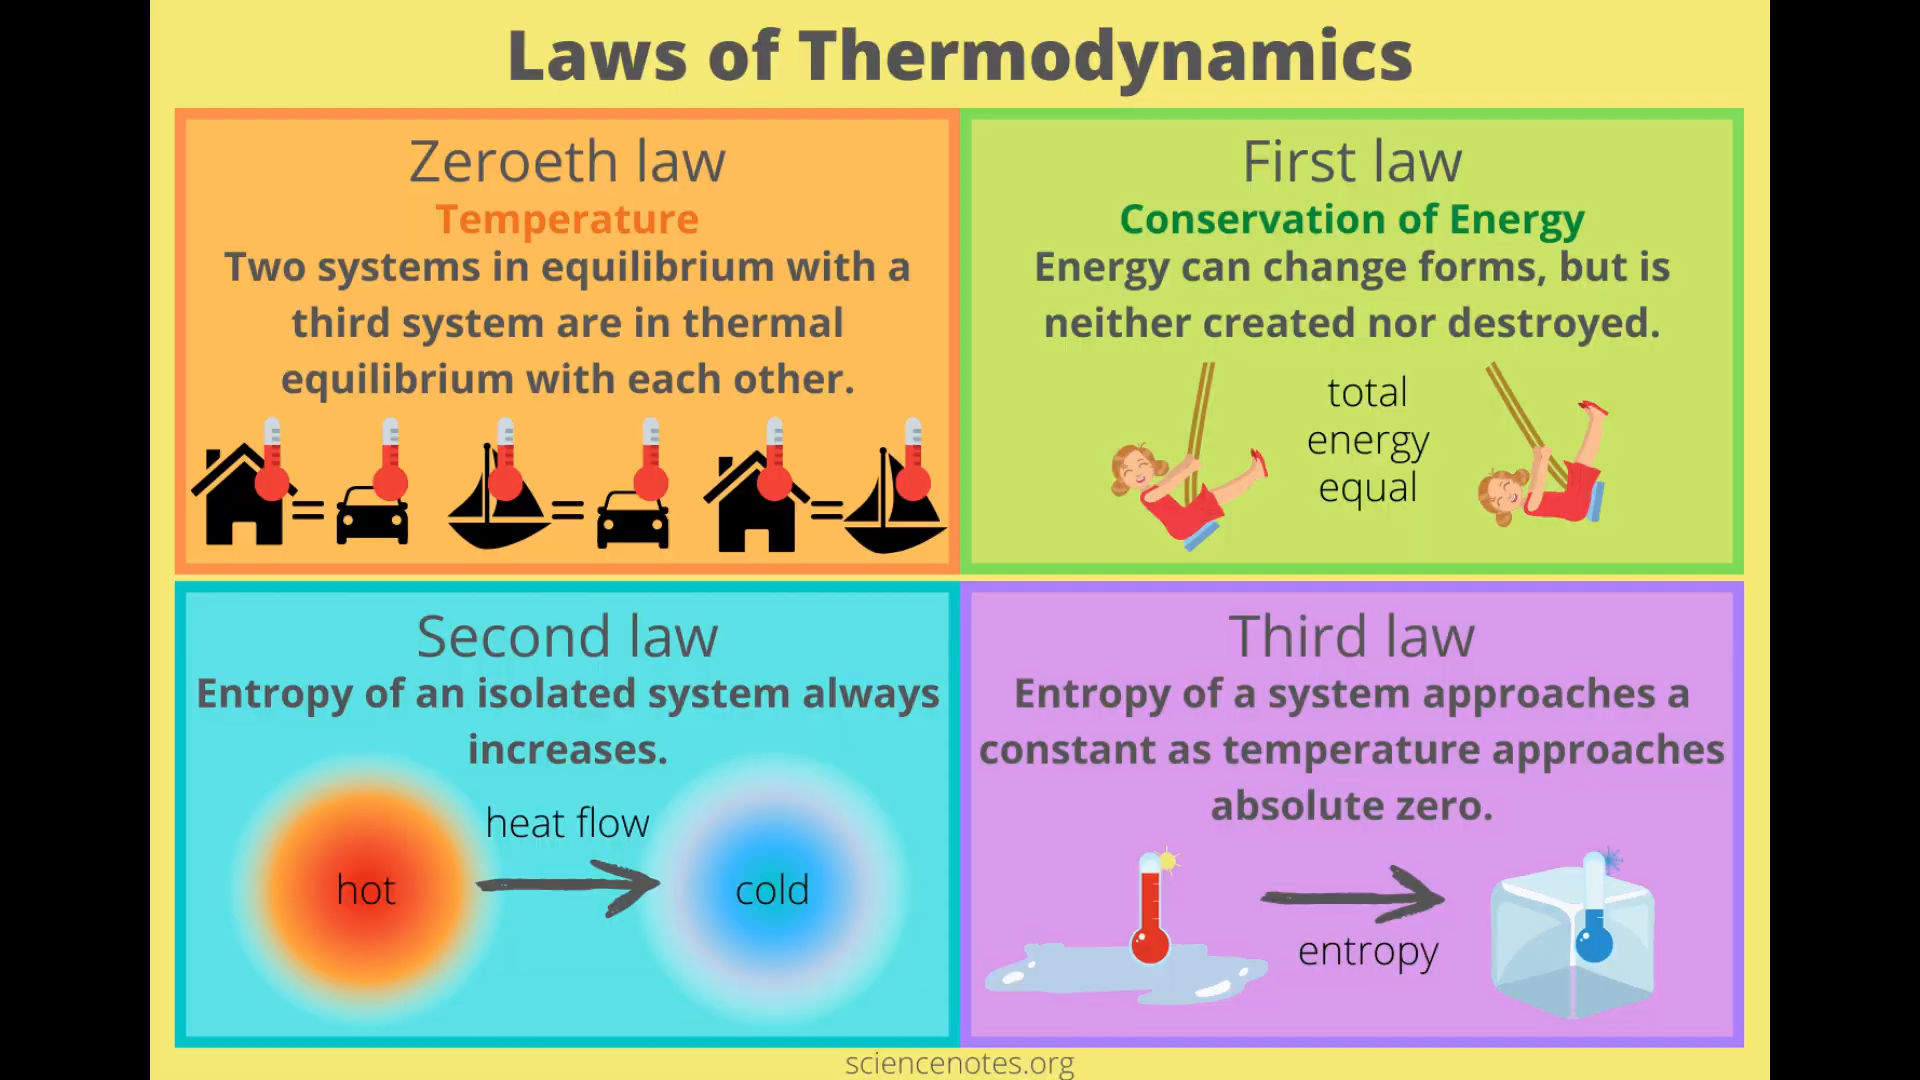 Laws of Thermodynamics
Zeroeth law
Temperature
Two systems in equilibrium with a
third system are in thermal
equilibrium with each other.
=
=
=
First law
Conservation of Energy
Energy can change forms, but is
neither created nor destroyed.
total
energy
equal
Second law
Entropy of an isolated system always
increases.
heat flow
hot
cold
Third law
Entropy of a system approaches a
constant as temperature approaches
absolute zero.
entropy
sciencenotes.org